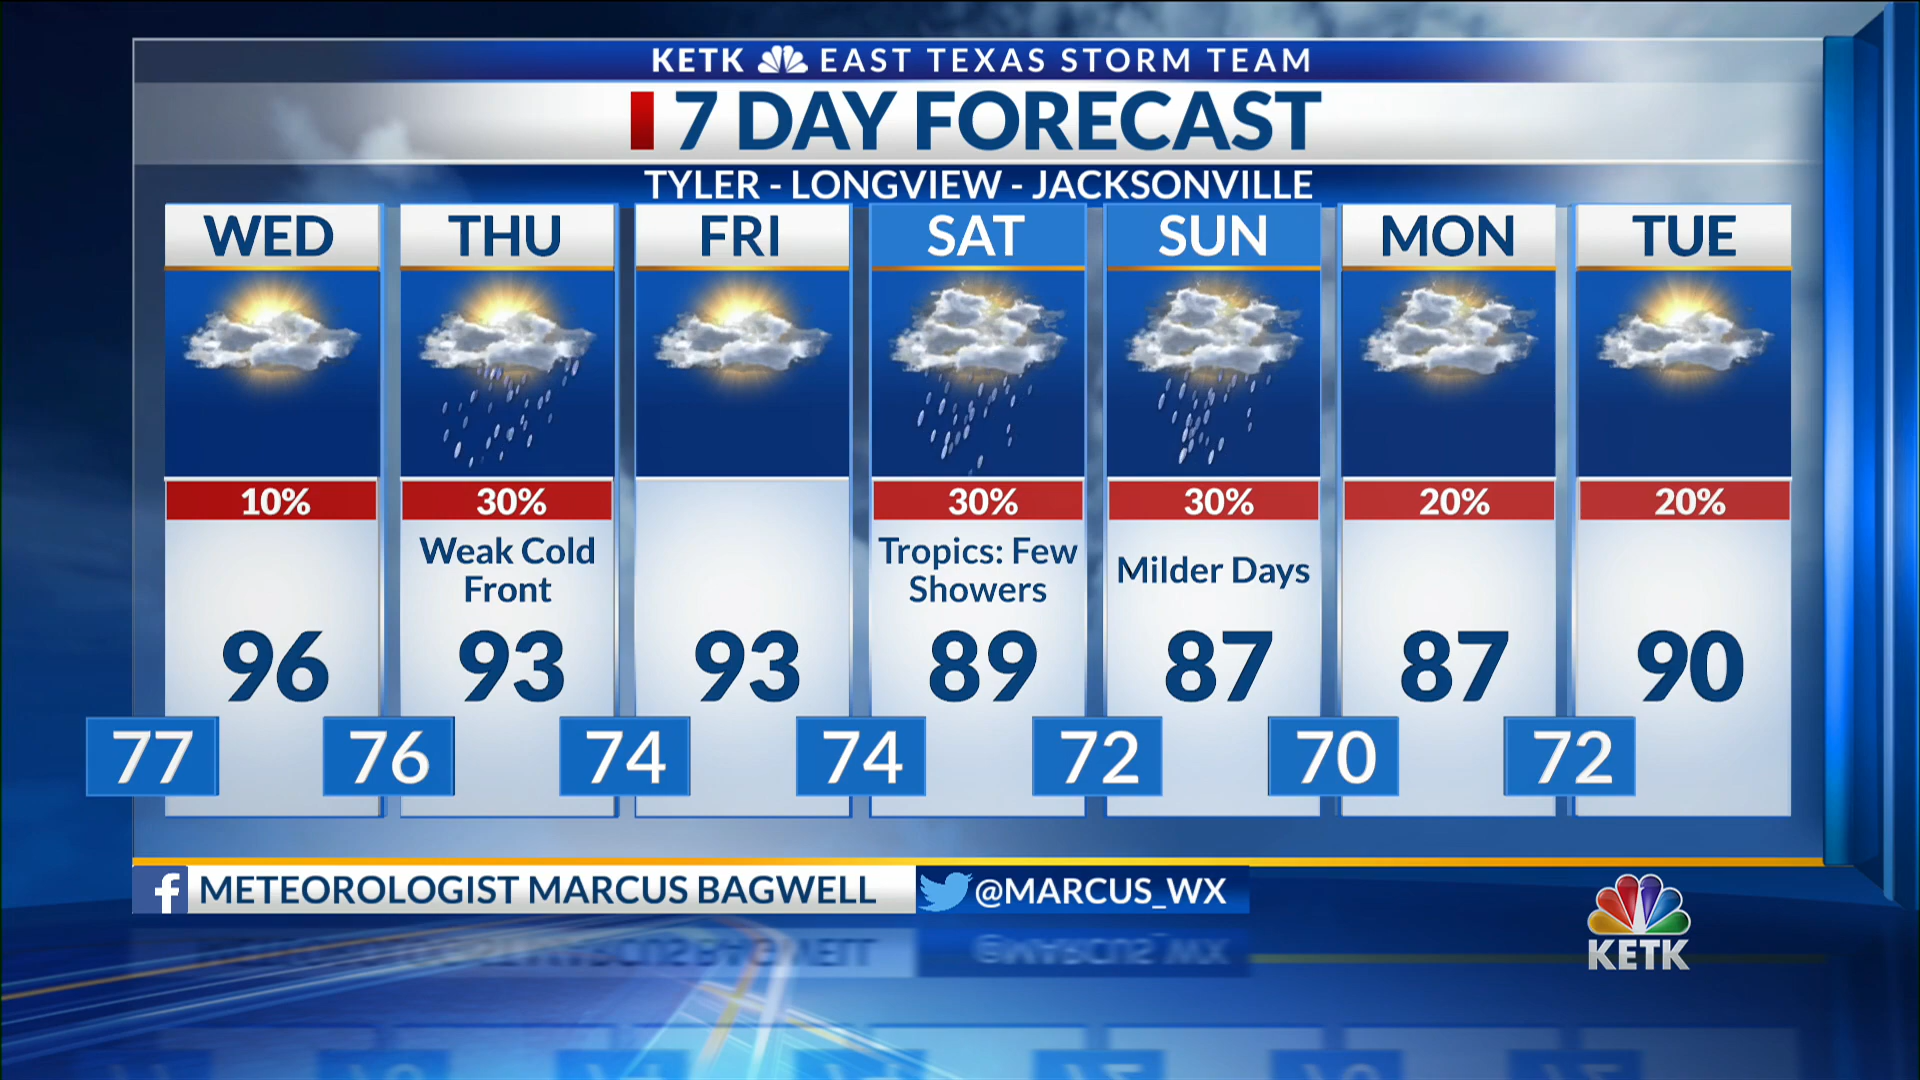 KETK EAST TEXAS STORM TEAM
7 DAY FORECAST
TYLER - LONGVIEW - JACKSONVILLE
WED THU FRI SAT SUN MON TUE
10% 30% 30% 30% 20% 20%
Weak Cold
Front
Tropics: Few
Showers
Milder Days
96 93 93 89 87 87 90
77 76 74 74 72 70 72
f METEOROLOGIST MARCUS BAGWELL @MARCUS_WX
KETK